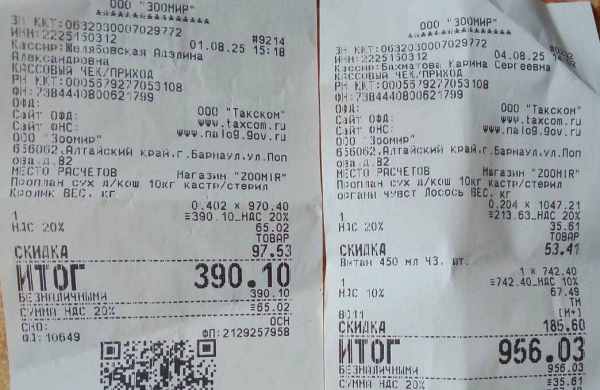 ООО "ЗООМИР"
ЗН ККТ:0632030007029772
#9214
ИНН:2225150312
01.08.25 15:18
Кассир:Желябовская Аделина
Александровна
КАССОВЫЙ ЧЕК/ПРИХОД
РН ККТ:0005679277053108
ФН:7384440800621799
ОФД:
ООО "Такском"
Сайт ОФД:
www.taxcom.ru
Сайт ФНС:
www.nalog.gov.ru
ООО "Зоомир"
656062,Алтайский край,г.Барнаул,ул.Поп
ова,д.82
МЕСТО РАСЧЕТОВ Магазин "ZOOMIR"
Проплан сух д/кош 10кг кастр/стерил
Кролик ВЕС. кг
0.402 × 970.40
1 ≡390.10_НДС 20%
НДС 20% 65.02
ТОВАР
СКИДКА 97.53
ИТОГ 390.10
БЕЗНАЛИЧНЫМИ 390.10
СУММА НДС 20% ≡65.02
СНО: ОСН
ФД:10649 ФП:2129257958
ООО "ЗООМИР"
ЗН ККТ:0632030007029772
ИНН:2225150312
04.08.25
Кассир:Бахматова Карина Сергеевна
КАССОВЫЙ ЧЕК/ПРИХОД
РН ККТ:0005679277053108
ФН:7384440800621799
ОФД:
ООО "Такском"
Сайт ОФД:
www.taxcom.ru
Сайт ФНС:
www.nalog.gov.ru
ООО "Зоомир"
656062,Алтайский край,г.Барнаул,ул.Поп
ова,д.82
МЕСТО РАСЧЕТОВ Магазин "ZOOMIR"
Проплан сух д/кош 10кг кастр/стерил
органы чувст Лосось ВЕС. кг
0.204 × 1047.21
1 ≡213.63_НДС 20%
НДС 20% 35.61
ТОВАР
СКИДКА 53.41
Витан 450 мл ЧЗ. шт.
1 × 742.40
1 ≡742.40_НДС 10%
НДС 10% 67.49
ТМ
[М+]
СКИДКА 185.60
ИТОГ 956.03
БЕЗНАЛИЧНЫМИ 956.03
СУММА НДС 20% ≡35.61